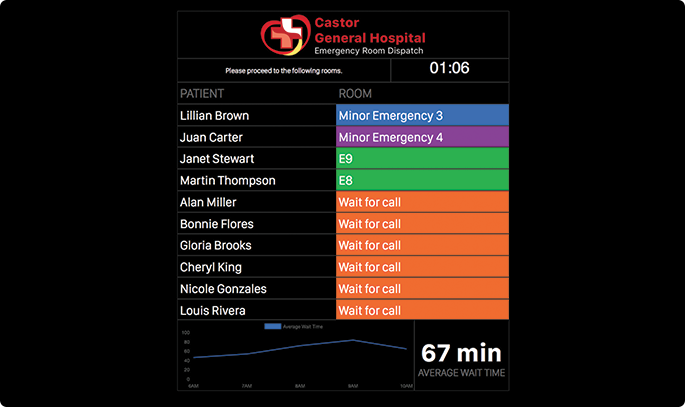 Castor
General Hospital
Emergency Room Dispatch
Please proceed to the following rooms.
01:06
PATIENT ROOM
Lillian Brown Minor Emergency 3
Juan Carter Minor Emergency 4
Janet Stewart E9
Martin Thompson E8
Alan Miller Wait for call
Bonnie Flores Wait for call
Gloria Brooks Wait for call
Cheryl King Wait for call
Nicole Gonzales Wait for call
Louis Rivera Wait for call
Average Wait Time
100
80
60
40
20
0
6AM 7AM 8AM 9AM 10AM
67 min
AVERAGE WAIT TIME